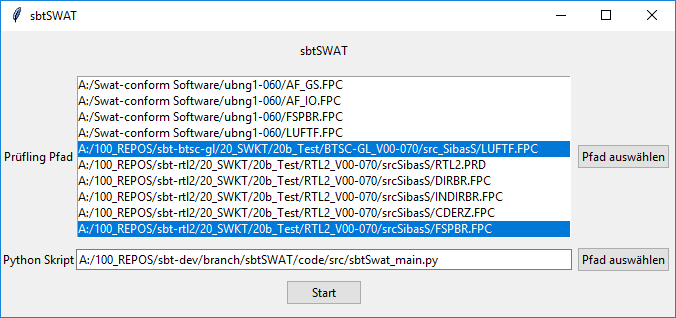 sbtSWAT
sbtSWAT
A:/Swat-conform Software/ubng1-060/AF_GS.FPC
A:/Swat-conform Software/ubng1-060/AF_IO.FPC
A:/Swat-conform Software/ubng1-060/FSPBR.FPC
A:/Swat-conform Software/ubng1-060/LUFTF.FPC
A:/100_REPOS/sbt-btsc-gl/20_SWKT/20b_Test/BTSC-GL_V00-070/src_SibasS/LUFTF.FPC
Prüfling Pfad
A:/100_REPOS/sbt-rtl2/20_SWKT/20b_Test/RTL2_V00-070/srcSibasS/RTL2.PRD
Pfad auswählen
A:/100_REPOS/sbt-rtl2/20_SWKT/20b_Test/RTL2_V00-070/srcSibasS/DIRBR.FPC
A:/100_REPOS/sbt-rtl2/20_SWKT/20b_Test/RTL2_V00-070/srcSibasS/INDIRBR.FPC
A:/100_REPOS/sbt-rtl2/20_SWKT/20b_Test/RTL2_V00-070/srcSibasS/CDERZ.FPC
A:/100_REPOS/sbt-rtl2/20_SWKT/20b_Test/RTL2_V00-070/srcSibasS/FSPBR.FPC
Python Skript
A:/100_REPOS/sbt-dev/branch/sbtSWAT/code/src/sbtSwat_main.py
Pfad auswählen
Start